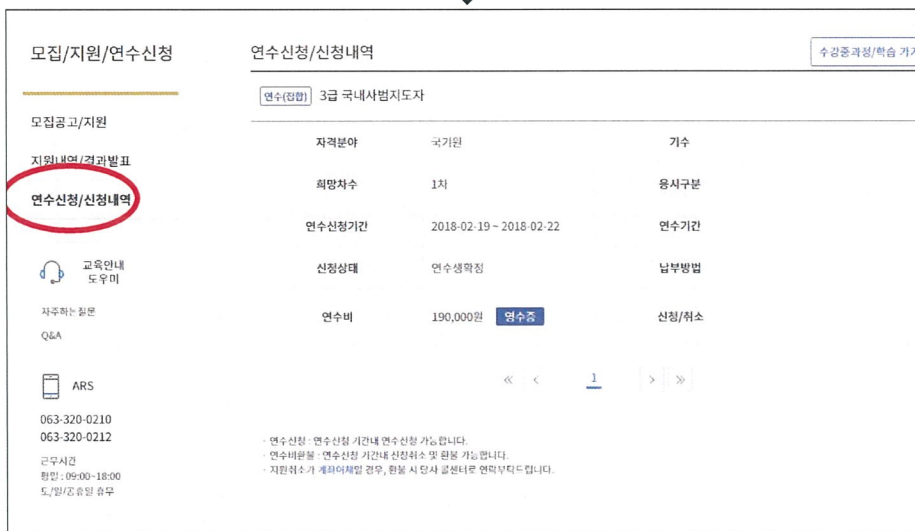 모집/지원/연수신청
모집공고/지원
지원내역/결과발표
연수신청/신청내역
교육안내
도우미
자주하는질문
Q&A
ARS
063-320-0210
063-320-0212
근무시간
평일 : 09:00~18:00
토/일/공휴일 휴무
연수신청/신청내역
수강중과정/학습 가기
연수(집합) 3급 국내사범지도자
자격분야 국기원 기수
희망차수 1차 응시구분
연수신청기간 2018-02-19 ~ 2018-02-22 연수기간
신청상태 연수생확정 납부방법
연수비 190,000원 영수증 신청/취소
« < 1 > »
· 연수신청 : 연수신청 기간내 연수신청 가능합니다.
· 연수비환불 : 연수신청 기간내 신청취소 및 환불 가능합니다.
· 지원취소가 계좌이체일 경우, 환불 시 당사 콜센터로 연락부탁드립니다.